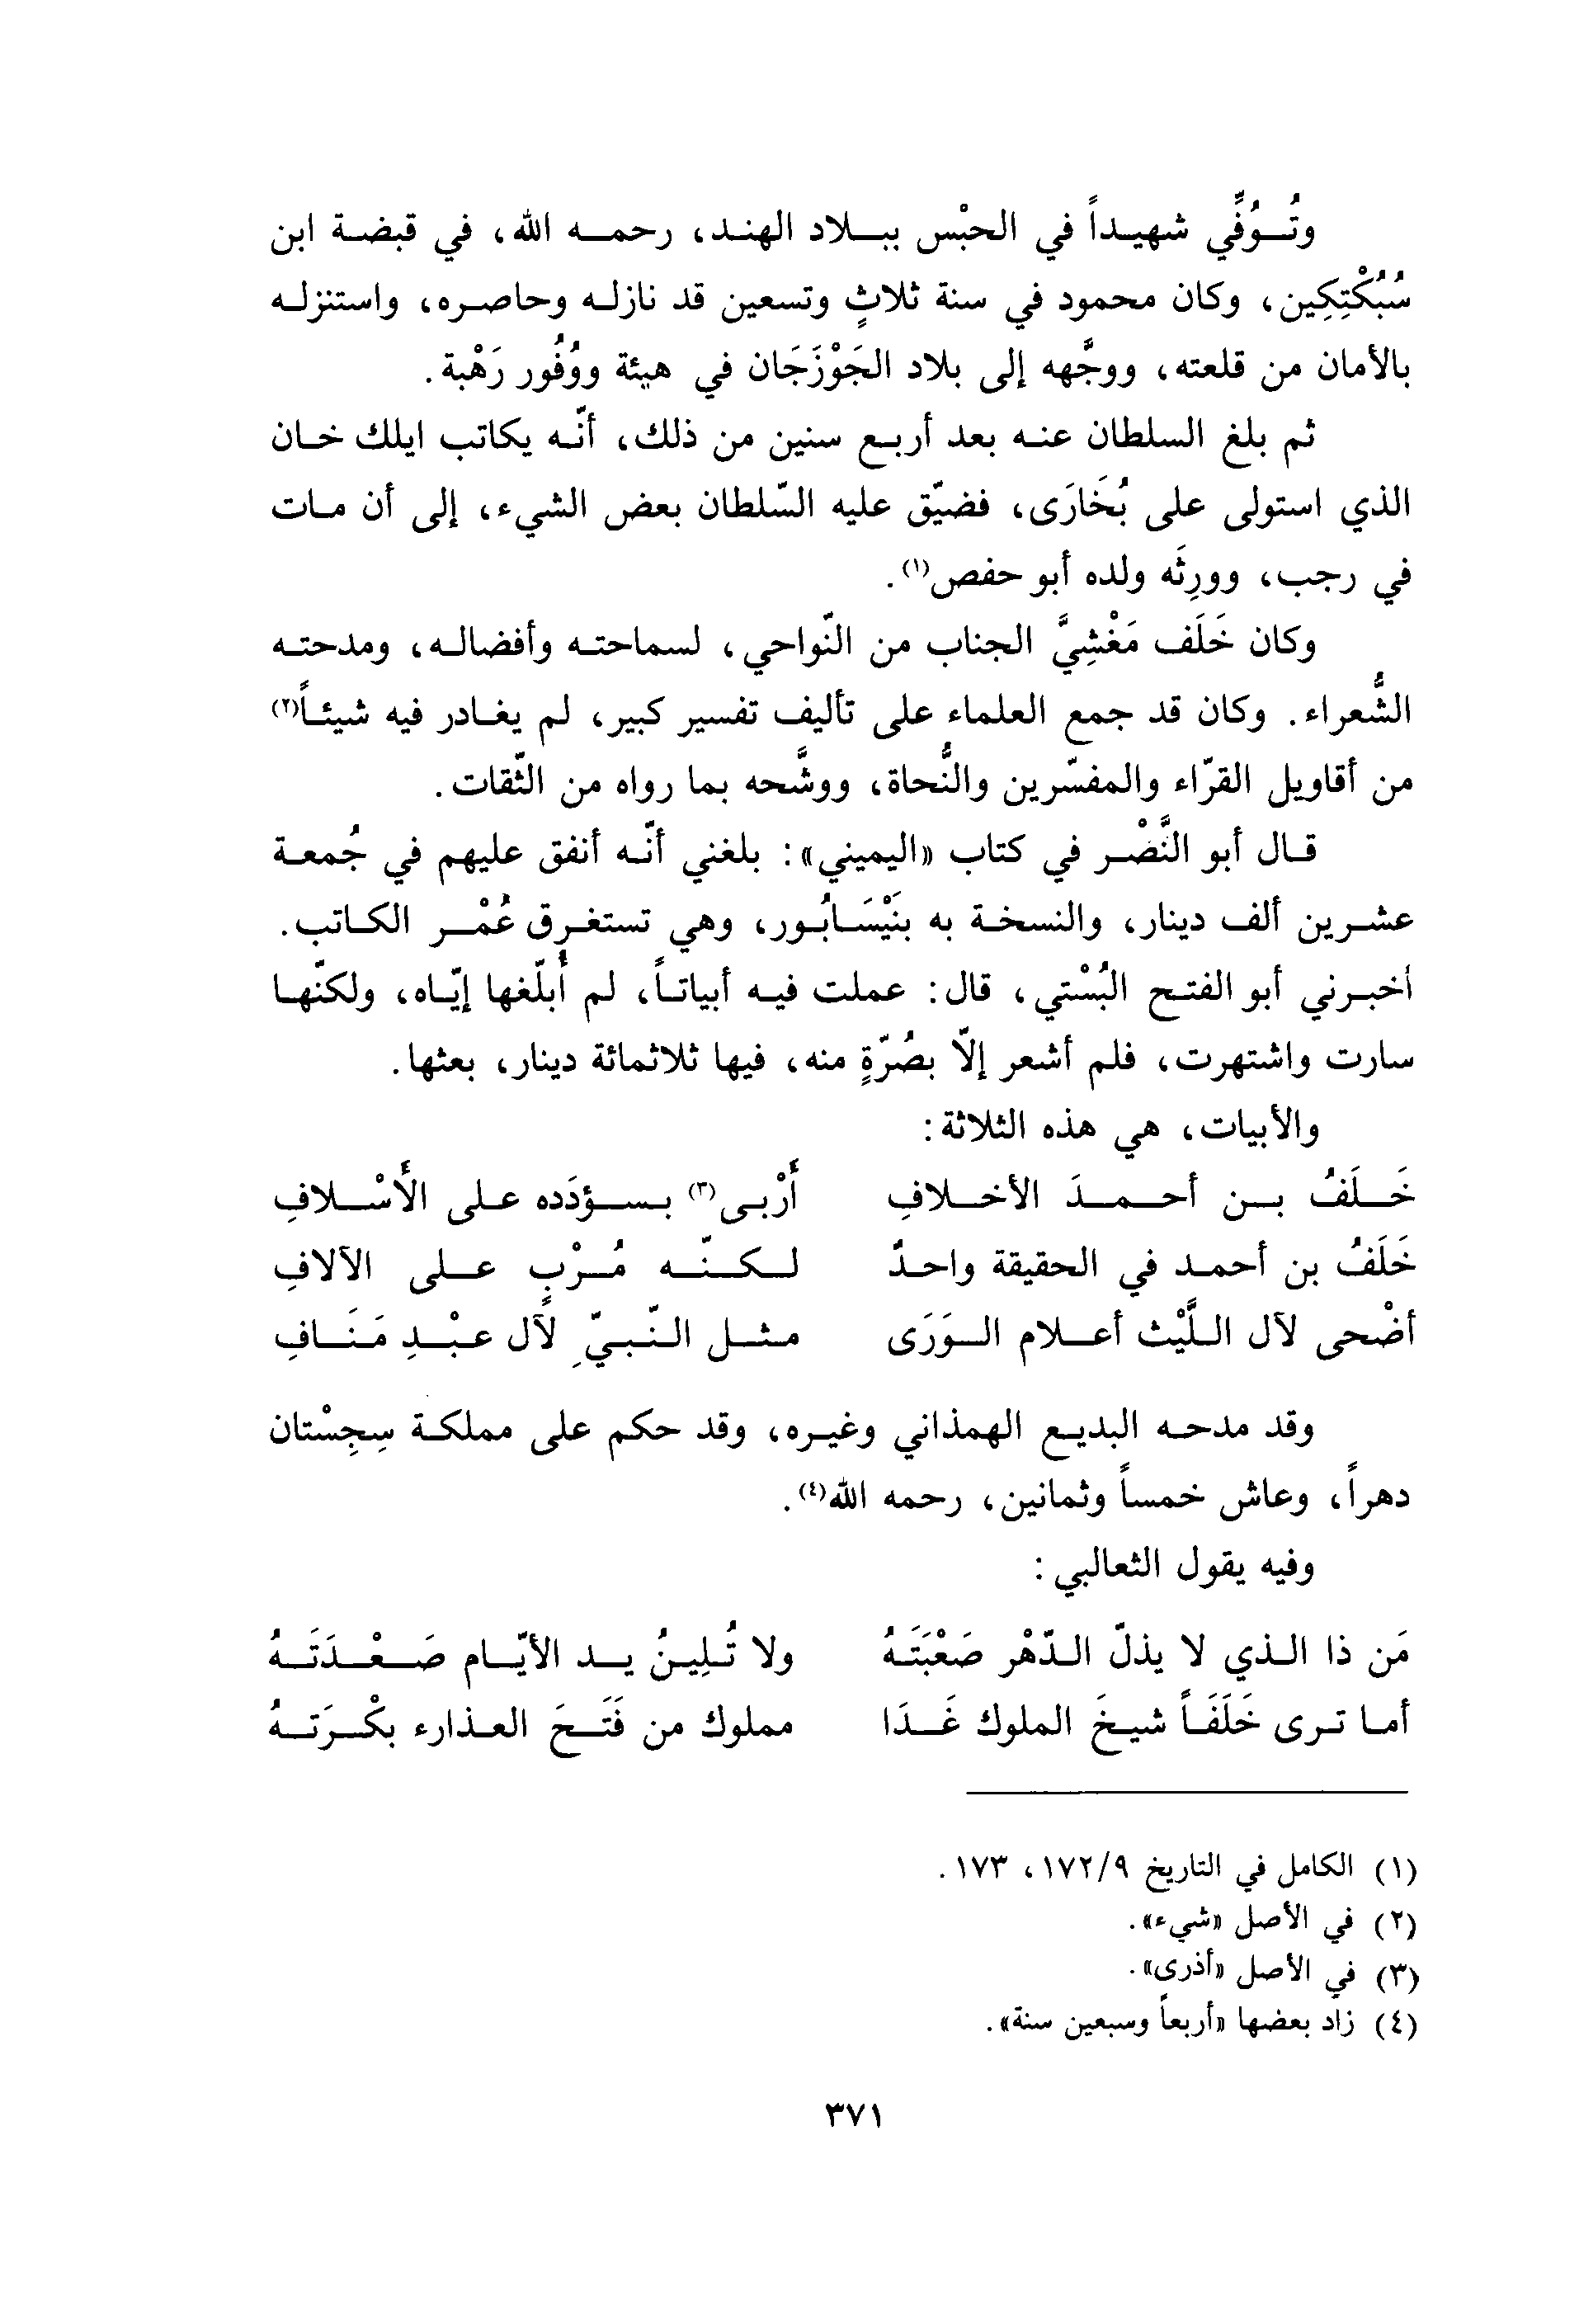 وتُوُفِّي شهيداً في الحبْس ببلاد الهند، رحمه الله، في قبضة ابن
سُبُكْتِكِين، وكان محمود في سنة ثلاثٍ وتسعين قد نازله وحاصره، واستنزله
بالأمان من قلعته، ووجَّهه إلى بلاد الجَوْزَجَان في هيئة ووُفُور رَهْبة.
ثم بلغ السلطان عنه بعد أربع سنين من ذلك، أنّه يكاتب ايلك خان
الذي استولى على بُخَارَى، فضيّق عليه السّلطان بعض الشيء، إلى أن مات
في رجب، وورِثَه ولده أبو حفص(١).
وكان خَلَف مَغْشِيَّ الجناب من النّواحي، لسماحته وأفضاله، ومدحته
الشُّعراء. وكان قد جمع العلماء على تأليف تفسير كبير، لم يغادر فيه شيئاً(٢)
من أقاويل القرّاء والمفسّرين والنُّحاة، ووشَّحه بما رواه من الثّقات.
قال أبو النَّضْر في كتاب «اليميني»: بلغني أنّه أنفق عليهم في جُمعة
عشرين ألف دينار، والنسخة به بنَيْسَابُور، وهي تستغرق عُمْر الكاتب.
أخبرني أبو الفتح البُسْتي، قال: عملت فيه أبياتاً، لم أُبلّغها إيّاه، ولكنّها
سارت واشتهرت، فلم أشعر إلاّ بصُرّةٍ منه، فيها ثلاثمائة دينار، بعثها.
والأبيات، هي هذه الثلاثة:
خَلَفُ بن أحمدَ الأخلافِ أَرْبى(٣) بسؤدَده على الأَسْلافِ
خَلَفُ بن أحمد في الحقيقة واحدٌ لكنّه مُرْبٍ على الآلافِ
أضْحى لآل اللَّيْث أعلام الوَرَى مثل النّبيّ لآل عبْدِ مَنَافِ
وقد مدحه البديع الهمذاني وغيره، وقد حكم على مملكة سِجِسْتان
دهراً، وعاش خمساً وثمانين، رحمه الله(٤).
وفيه يقول الثعالبي:
مَن ذا الذي لا يذلّ الدّهْر صَعْبَتَهُ ولا تُلِينُ يد الأيّام صَعْدَتَهُ
أما ترى خَلَفَاً شيخَ الملوك غَدَا مملوك من فَتَحَ العذارء بكْرَتهُ
(١) الكامل في التاريخ ١٧٢/٩، ١٧٣.
(٢) في الأصل «شيء».
(٣) في الأصل «أذرى».
(٤) زاد بعضها «أربعاً وسبعين سنة».
٣٧١